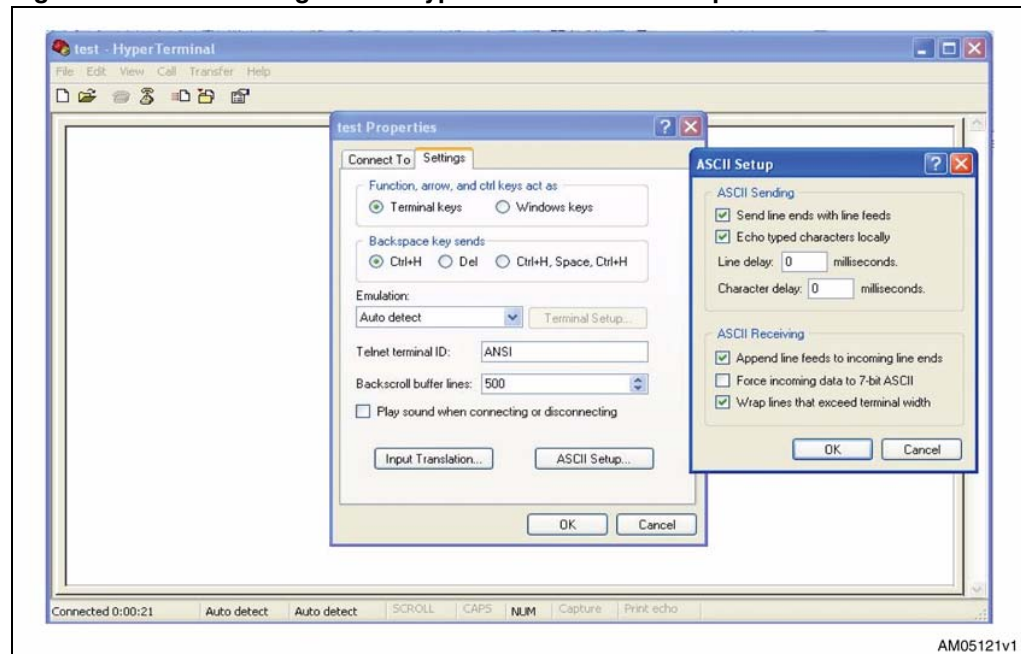 test - HyperTerminal
File Edit View Call Transfer Help
test Properties
Connect To Settings
Function, arrow, and ctrl keys act as
Terminal keys Windows keys
Backspace key sends
Ctrl+H Del Ctrl+H, Space, Ctrl+H
Emulation:
Auto detect Terminal Setup...
Telnet terminal ID: ANSI
Backscroll buffer lines: 500
Play sound when connecting or disconnecting
Input Translation... ASCII Setup...
OK Cancel
ASCII Setup
ASCII Sending
Send line ends with line feeds
Echo typed characters locally
Line delay: 0 milliseconds.
Character delay: 0 milliseconds.
ASCII Receiving
Append line feeds to incoming line ends
Force incoming data to 7-bit ASCII
Wrap lines that exceed terminal width
OK Cancel
Connected 0:00:21 Auto detect Auto detect SCROLL CAPS NUM Capture Print echo
AM05121v1